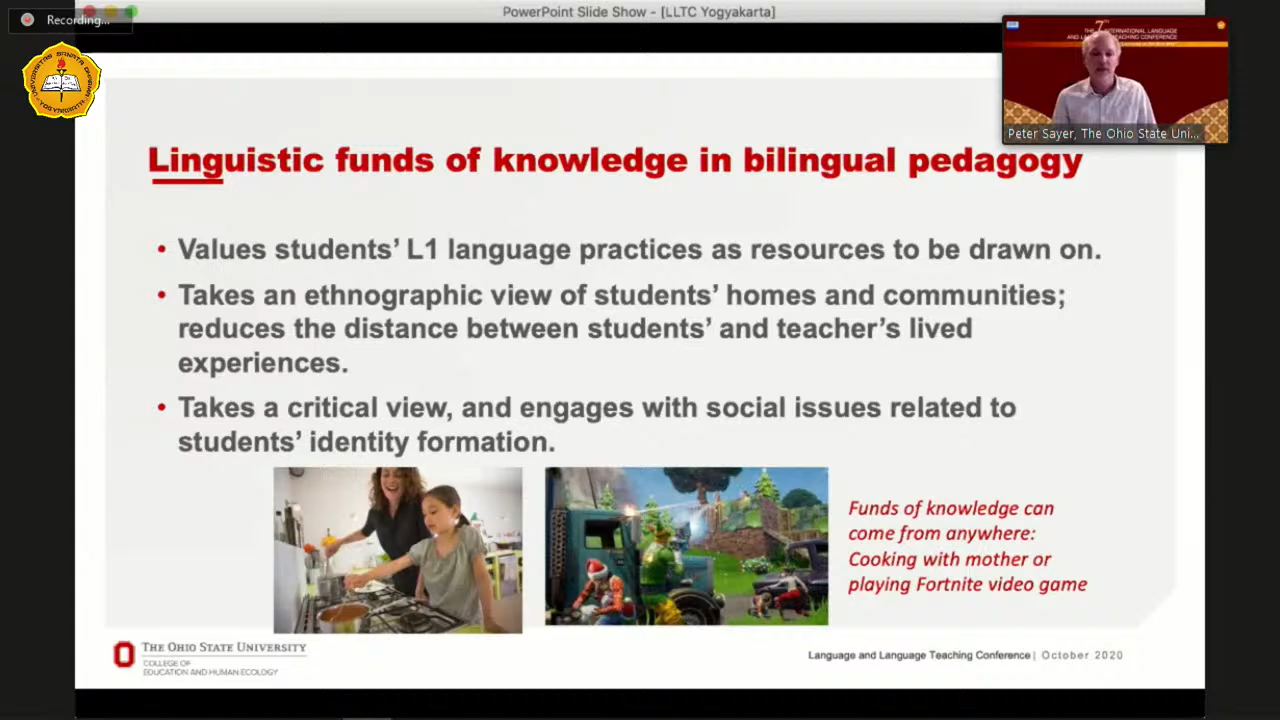 PowerPoint Slide Show - [LLTC Yogyakarta]
Recording...
7TH
THE INTERNATIONAL LANGUAGE
Peter Sayer, The Ohio State Uni...
Linguistic funds of knowledge in bilingual pedagogy
• Values students’ L1 language practices as resources to be drawn on.
• Takes an ethnographic view of students’ homes and communities;
reduces the distance between students’ and teacher’s lived
experiences.
• Takes a critical view, and engages with social issues related to
students’ identity formation.
Funds of knowledge can
come from anywhere:
Cooking with mother or
playing Fortnite video game
THE OHIO STATE UNIVERSITY
COLLEGE OF
EDUCATION AND HUMAN ECOLOGY
Language and Language Teaching Conference | October 2020